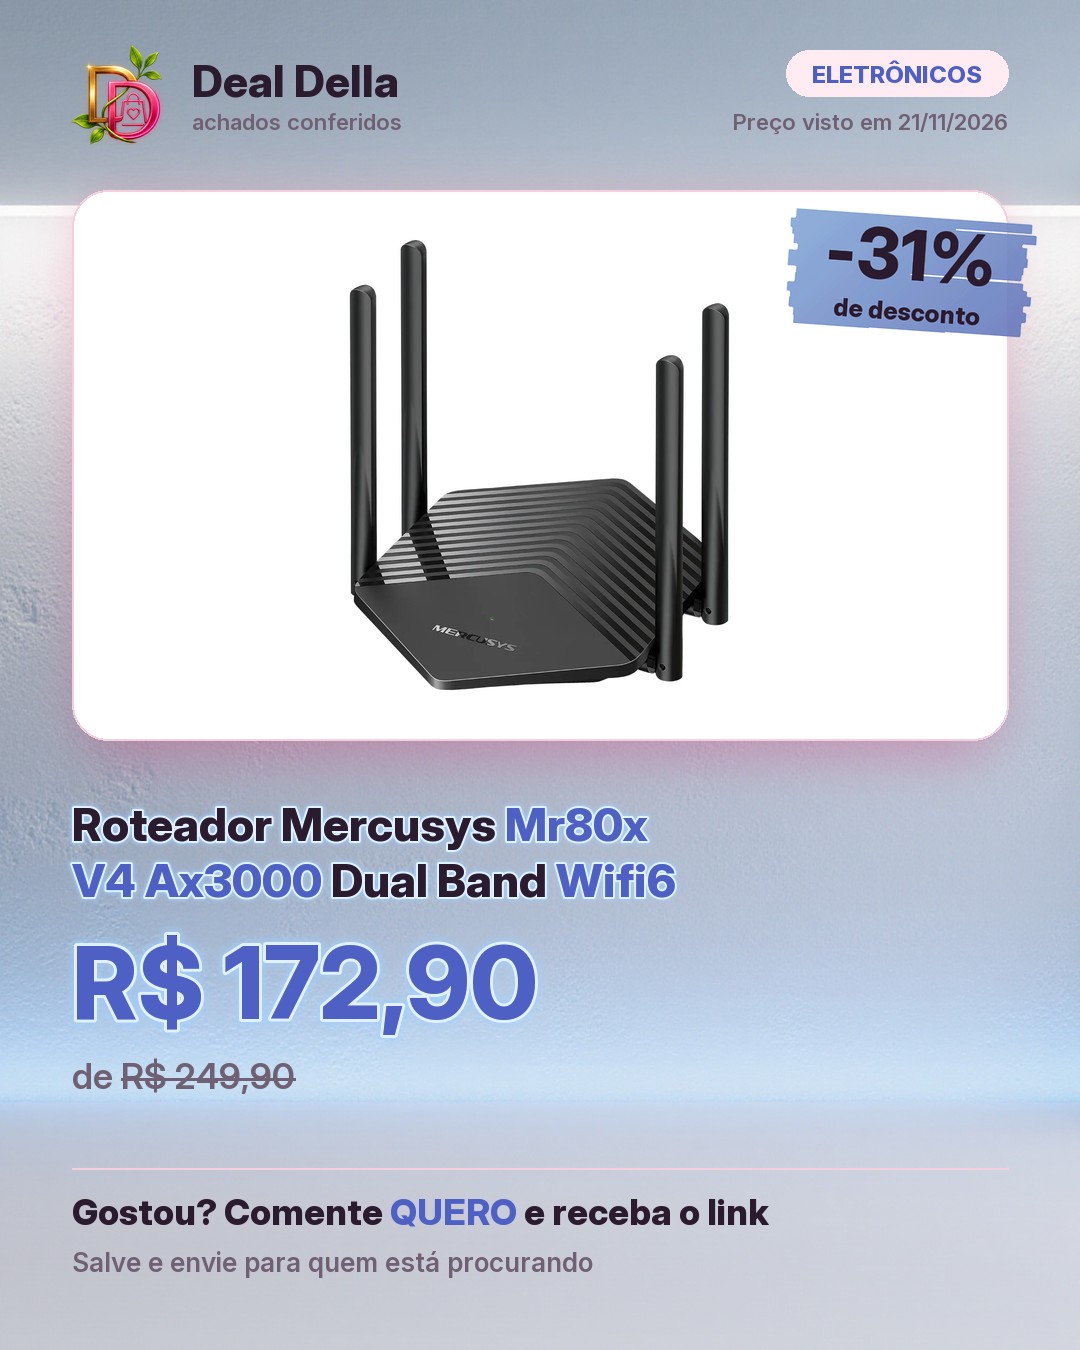 Deal Della
achados conferidos
ELETRÔNICOS
Preço visto em 21/11/2026
-31%
de desconto
MERCUSYS
Roteador Mercusys Mr80x
V4 Ax3000 Dual Band Wifi6
R$ 172,90
de R$ 249,90
Gostou? Comente QUERO e receba o link
Salve e envie para quem está procurando